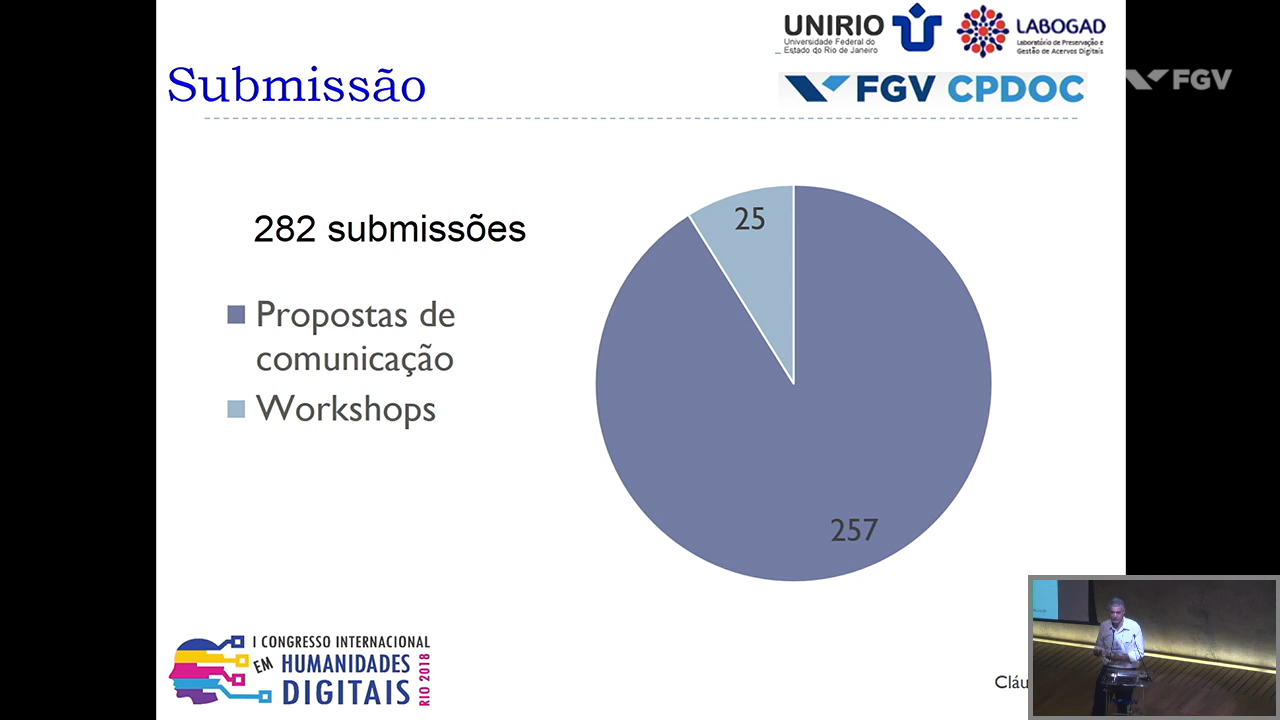 UNIRIO
Universidade Federal do
Estado do Rio de Janeiro
LABOGAD
Laboratório de Preservação e
Gestão de Acervos Digitais
FGV CPDOC
FGV
Submissão
282 submissões
Propostas de
comunicação
Workshops
25
257
I CONGRESSO INTERNACIONAL
EM HUMANIDADES
DIGITAIS
RIO 2018